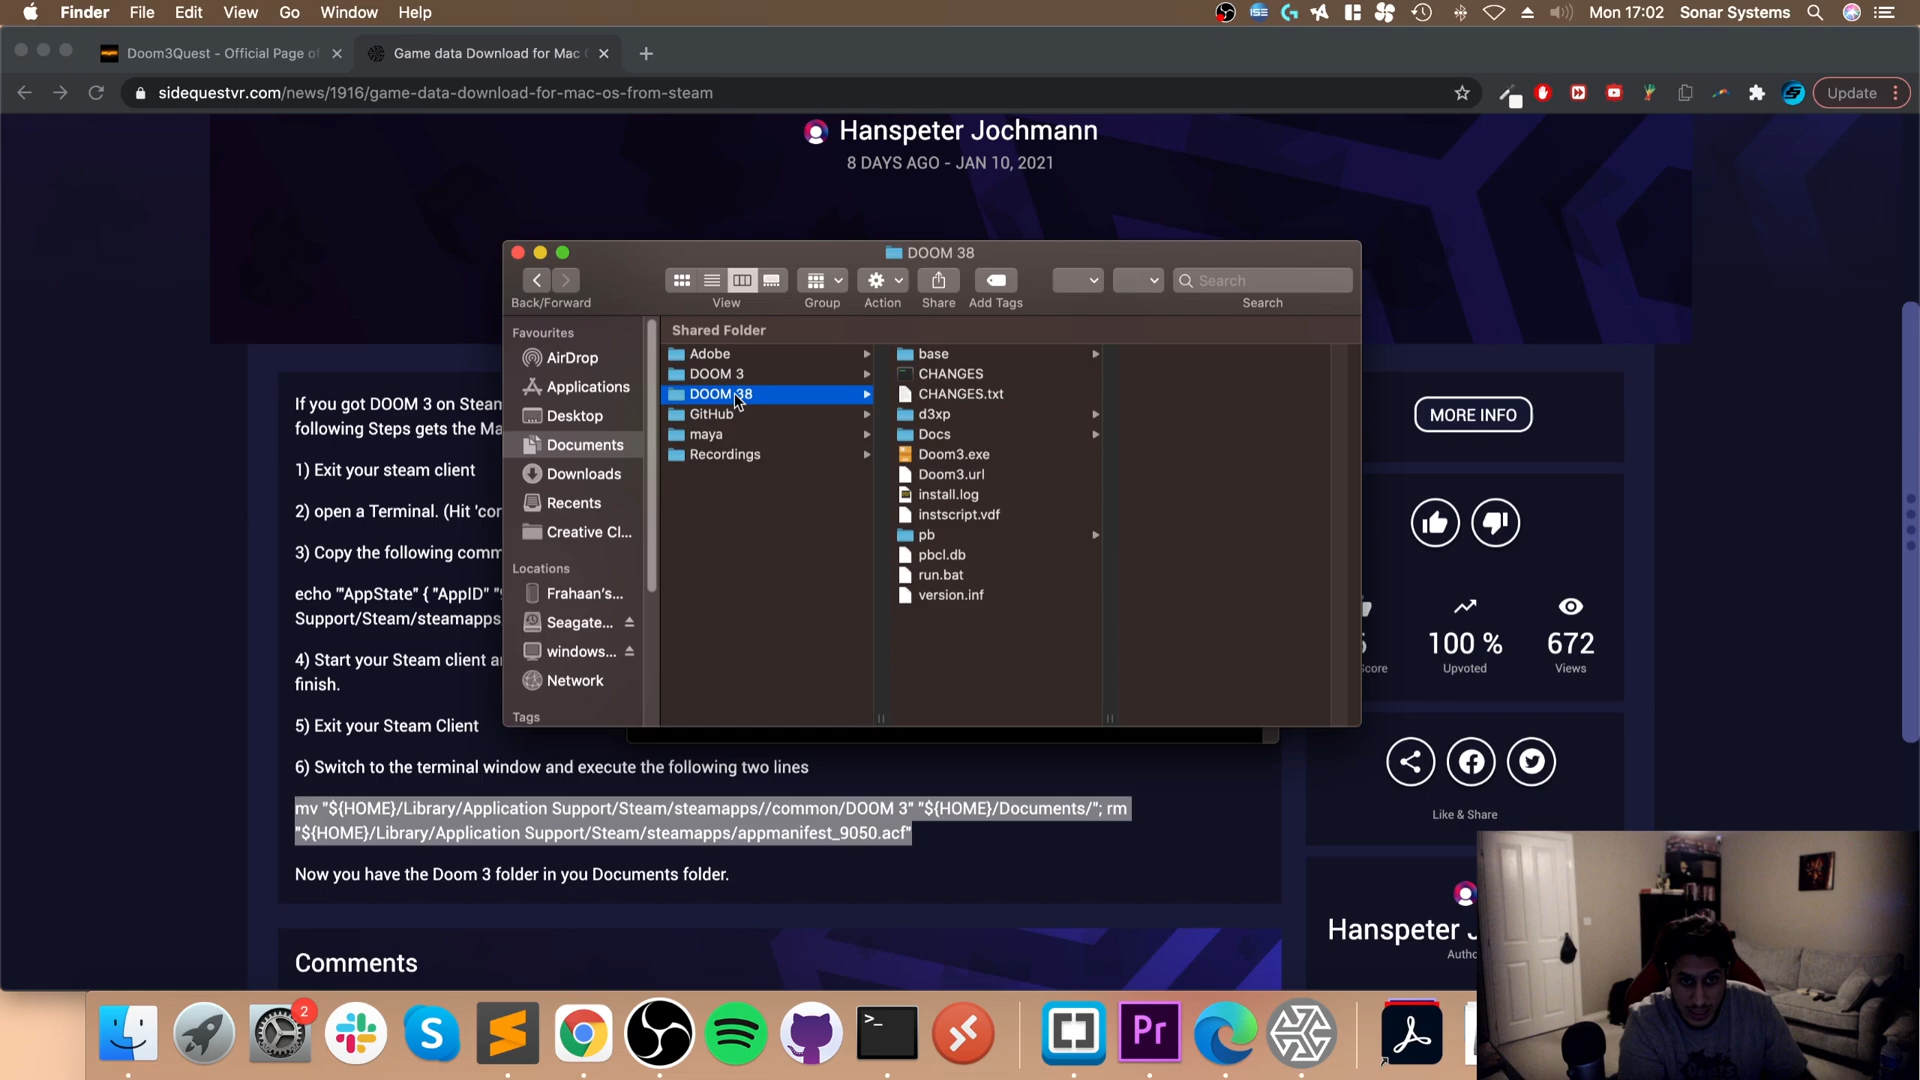 Finder File Edit View Go Window Help
Mon 17:02 Sonar Systems
Doom3Quest - Official Page of
Game data Download for Mac
sidequestvr.com/news/1916/game-data-download-for-mac-os-from-steam
Update
Hanspeter Jochmann
8 DAYS AGO - JAN 10, 2021
DOOM 38
Back/Forward
View
Group
Action
Share
Add Tags
Search
Search
Favourites
AirDrop
Applications
Desktop
Documents
Downloads
Recents
Creative Cl...
Locations
Frahaan's...
Seagate...
windows...
Network
Tags
Shared Folder
Adobe
DOOM 3
DOOM 38
GitHub
maya
Recordings
base
CHANGES
CHANGES.txt
d3xp
Docs
Doom3.exe
Doom3.url
install.log
instscript.vdf
pb
pbcl.db
run.bat
version.inf
If you got DOOM 3 on Steam
following Steps gets the Ma
1) Exit your steam client
2) open a Terminal. (Hit 'cor
3) Copy the following comm
echo '"AppState" { "AppID" "9
Support/Steam/steamapps
4) Start your Steam client a
finish.
5) Exit your Steam Client
6) Switch to the terminal window and execute the following two lines
mv "${HOME}/Library/Application Support/Steam/steamapps//common/DOOM 3" "${HOME}/Documents/"; rm
"${HOME}/Library/Application Support/Steam/steamapps/appmanifest_9050.acf"
Now you have the Doom 3 folder in you Documents folder.
Comments
MORE INFO
100 %
672
core
Upvoted
Views
Like & Share
Hanspeter J
Autho
2
S
>_
Pr